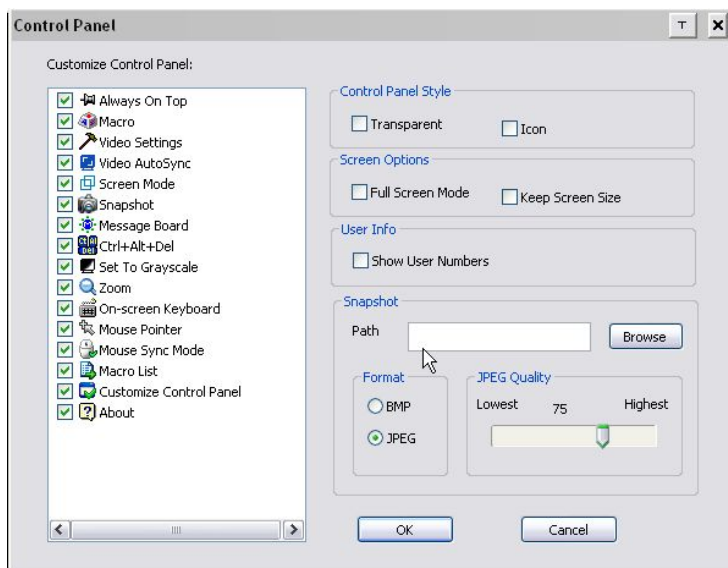 Control Panel
Customize Control Panel:
Always On Top
Macro
Video Settings
Video AutoSync
Screen Mode
Snapshot
Message Board
Ctrl+Alt+Del
Set To Grayscale
Zoom
On-screen Keyboard
Mouse Pointer
Mouse Sync Mode
Macro List
Customize Control Panel
About
Control Panel Style
Transparent
Icon
Screen Options
Full Screen Mode
Keep Screen Size
User Info
Show User Numbers
Snapshot
Path
Browse
Format
BMP
JPEG
JPEG Quality
Lowest 75 Highest
OK
Cancel